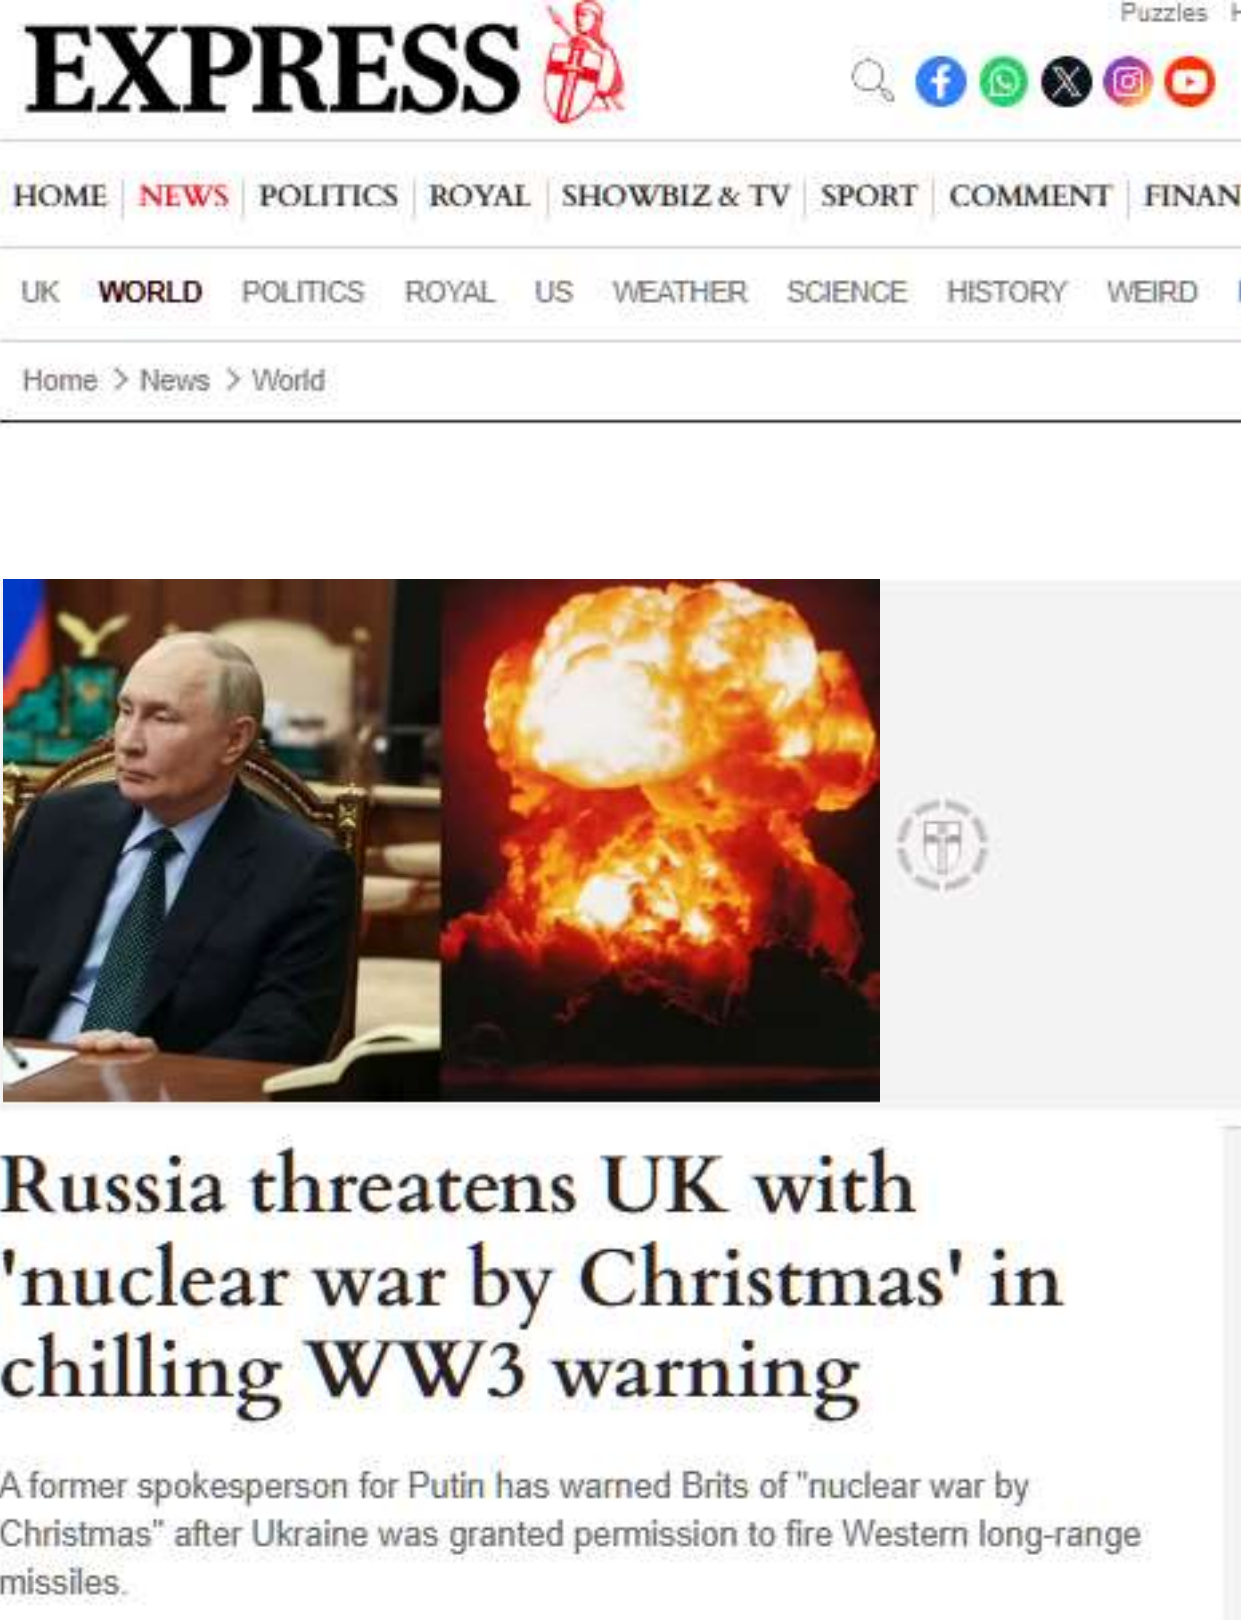 Puzzles
EXPRESS
HOME NEWS POLITICS ROYAL SHOWBIZ & TV SPORT COMMENT FINAN
UK WORLD POLITICS ROYAL US WEATHER SCIENCE HISTORY WEIRD
Home > News > World
Russia threatens UK with
'nuclear war by Christmas' in
chilling WW3 warning
A former spokesperson for Putin has warned Brits of "nuclear war by
Christmas" after Ukraine was granted permission to fire Western long-range
missiles.